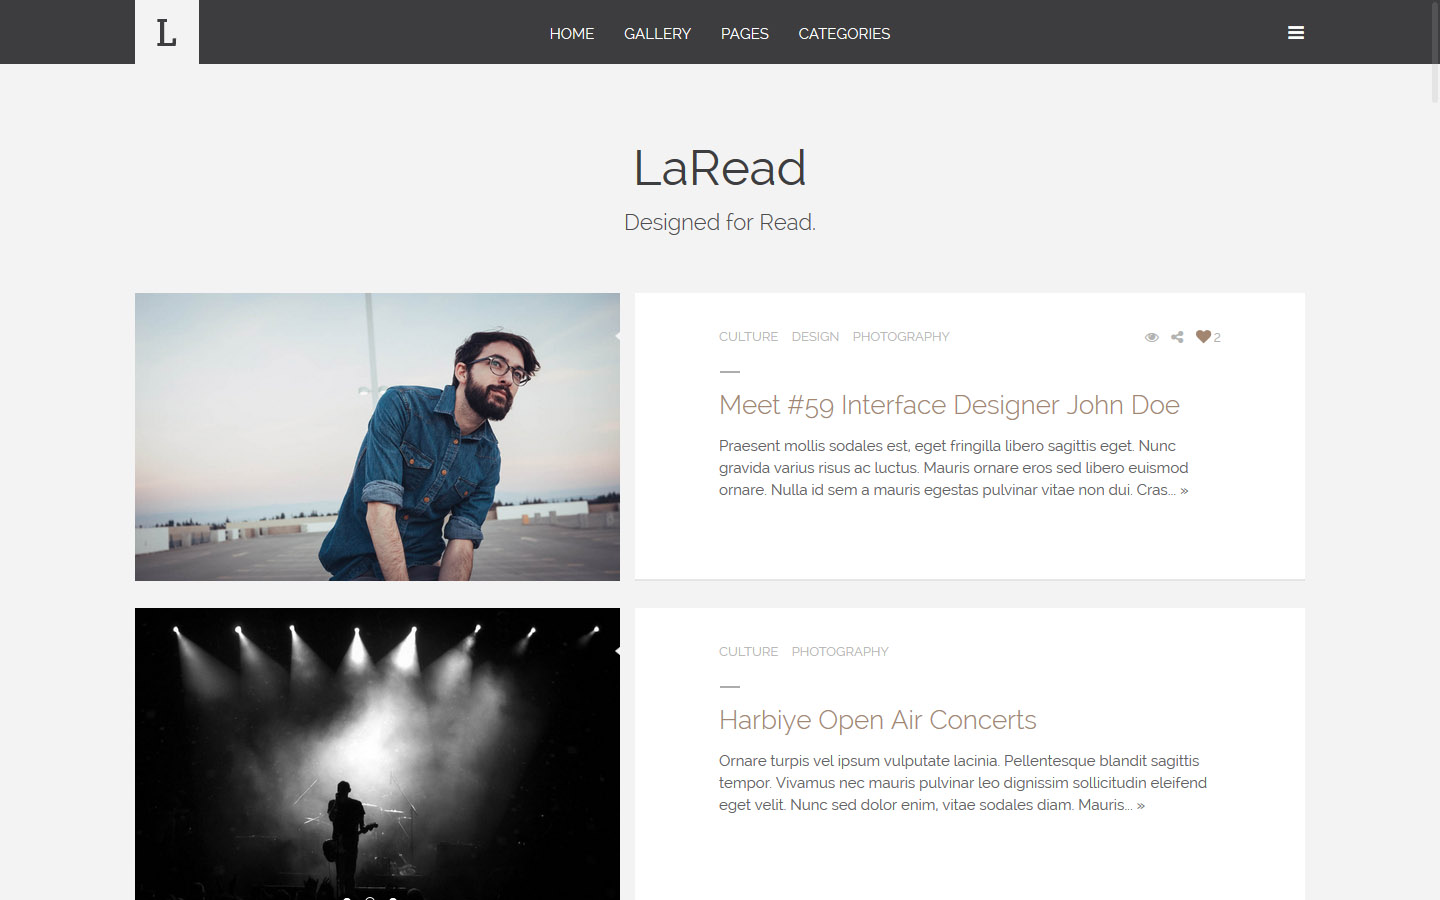 L
HOME GALLERY PAGES CATEGORIES
LaRead
Designed for Read.
CULTURE DESIGN PHOTOGRAPHY 2
Meet #59 Interface Designer John Doe
Praesent mollis sodales est, eget fringilla libero sagittis eget. Nunc
gravida varius risus ac luctus. Mauris ornare eros sed libero euismod
ornare. Nulla id sem a mauris egestas pulvinar vitae non dui. Cras... »
CULTURE PHOTOGRAPHY
Harbiye Open Air Concerts
Ornare turpis vel ipsum vulputate lacinia. Pellentesque blandit sagittis
tempor. Vivamus nec mauris pulvinar leo dignissim sollicitudin eleifend
eget velit. Nunc sed dolor enim, vitae sodales diam. Mauris... »